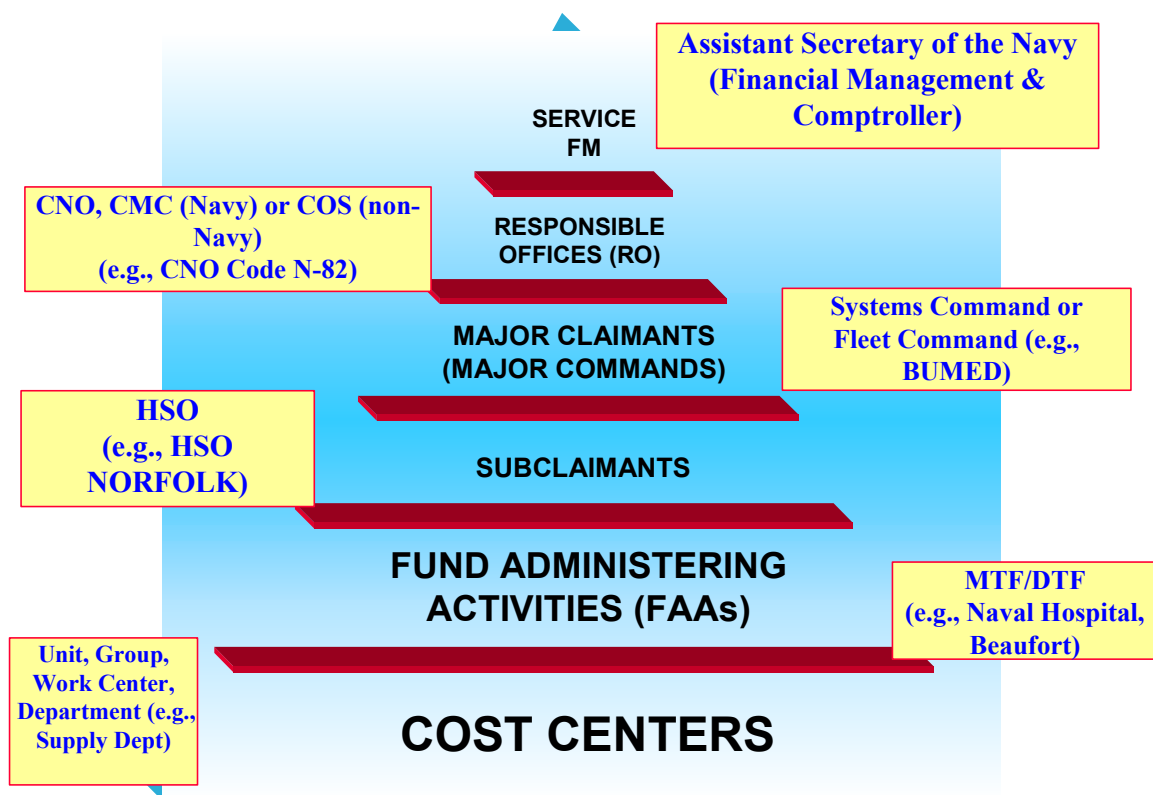 Assistant Secretary of the Navy
(Financial Management &
Comptroller)
SERVICE
FM
CNO, CMC (Navy) or COS (non-
Navy)
(e.g., CNO Code N-82)
RESPONSIBLE
OFFICES (RO)
Systems Command or
Fleet Command (e.g.,
BUMED)
MAJOR CLAIMANTS
(MAJOR COMMANDS)
HSO
(e.g., HSO
NORFOLK)
SUBCLAIMANTS
FUND ADMINISTERING
ACTIVITIES (FAAs)
MTF/DTF
(e.g., Naval Hospital,
Beaufort)
Unit, Group,
Work Center,
Department (e.g.,
Supply Dept)
COST CENTERS